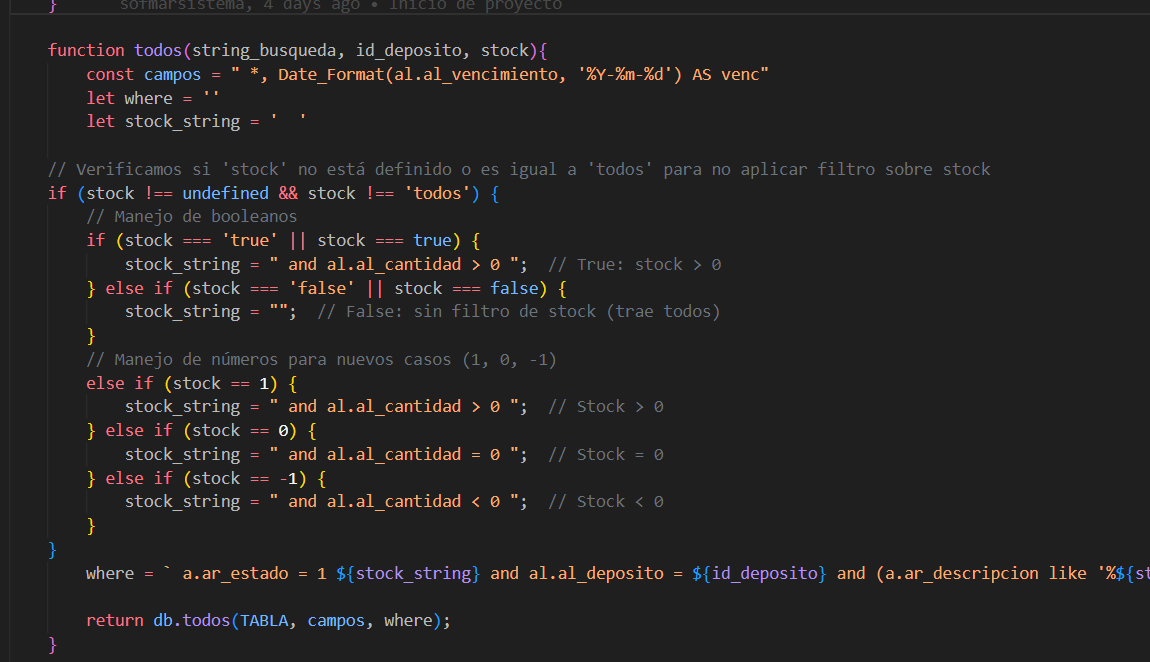 }     sofmarsistema, 4 days ago • Inicio de proyecto
function todos(string_busqueda, id_deposito, stock){
    const campos = " *, Date_Format(al.al_vencimiento, '%Y-%m-%d') AS venc"
    let where = ''
    let stock_string = '  '
// Verificamos si 'stock' no está definido o es igual a 'todos' para no aplicar filtro sobre stock
if (stock !== undefined && stock !== 'todos') {
    // Manejo de booleanos
    if (stock === 'true' || stock === true) {
        stock_string = " and al.al_cantidad > 0 ";  // True: stock > 0
    } else if (stock === 'false' || stock === false) {
        stock_string = "";  // False: sin filtro de stock (trae todos)
    }
    // Manejo de números para nuevos casos (1, 0, -1)
    else if (stock == 1) {
        stock_string = " and al.al_cantidad > 0 ";  // Stock > 0
    } else if (stock == 0) {
        stock_string = " and al.al_cantidad = 0 ";  // Stock = 0
    } else if (stock == -1) {
        stock_string = " and al.al_cantidad < 0 ";  // Stock < 0
    }
}
    where = ` a.ar_estado = 1 ${stock_string} and al.al_deposito = ${id_deposito} and (a.ar_descripcion like '%${st
    return db.todos(TABLA, campos, where);
}